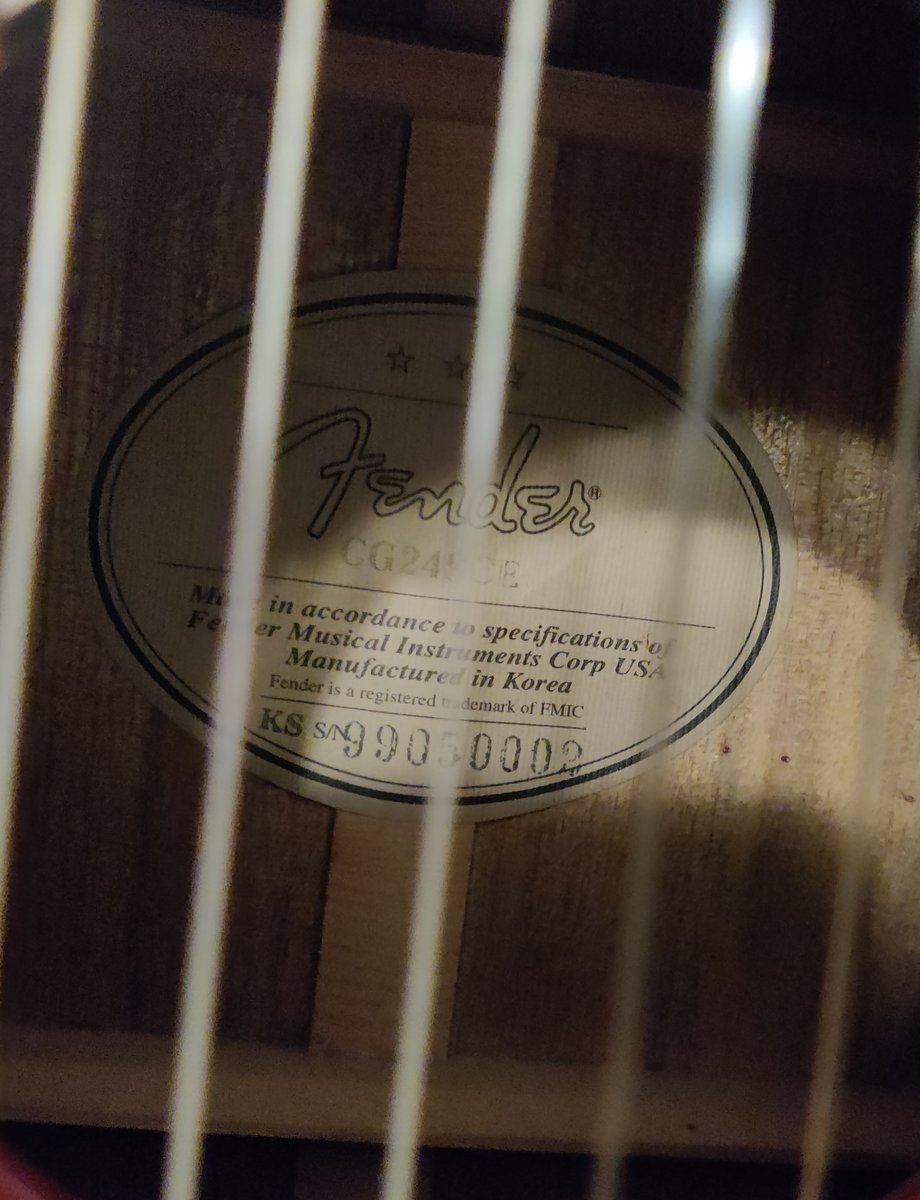 Fender®
CG24SCE
Made in accordance to specifications of
Fender Musical Instruments Corp USA
Manufactured in Korea
Fender is a registered trademark of FMIC
KS S/N